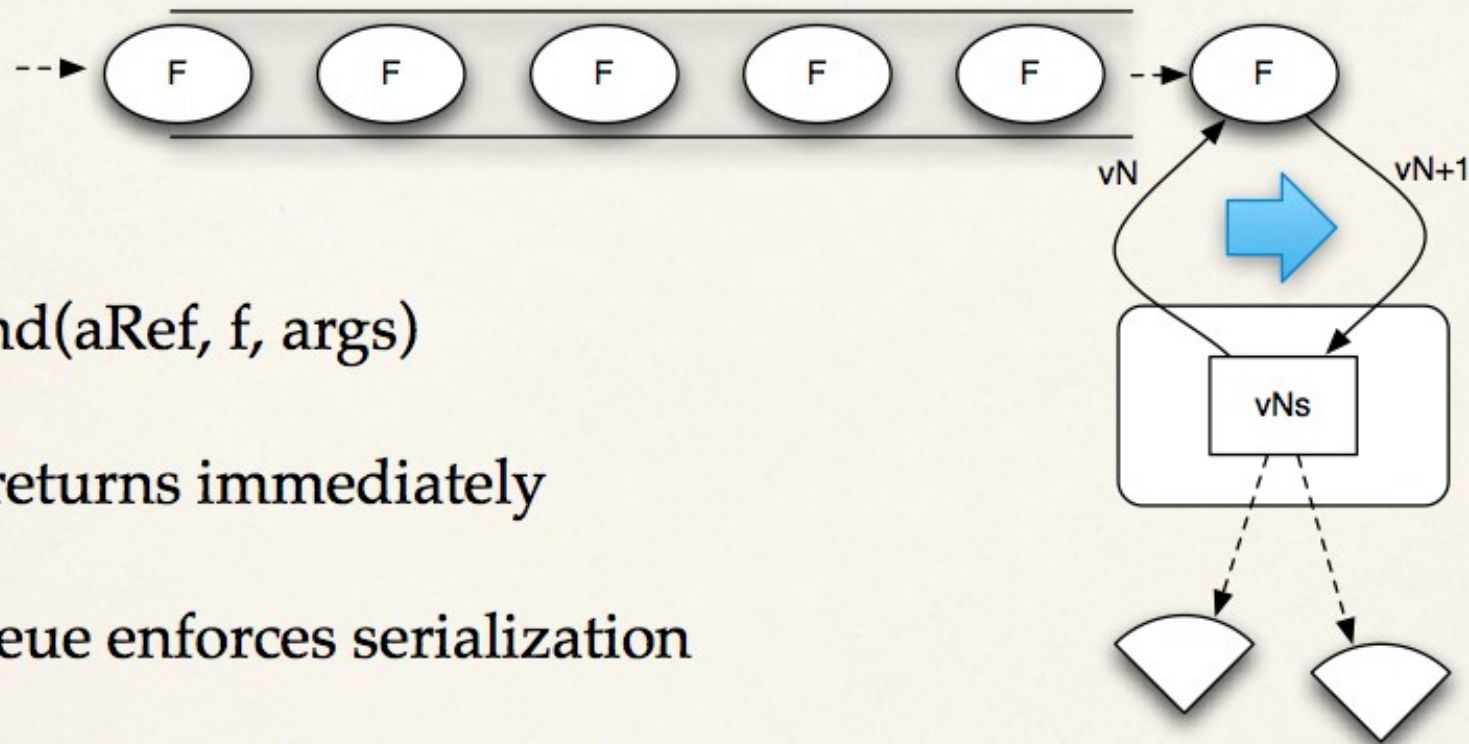 F F F F F F
vN vN+1
nd(aRef, f, args)
vNs
returns immediately
eue enforces serialization